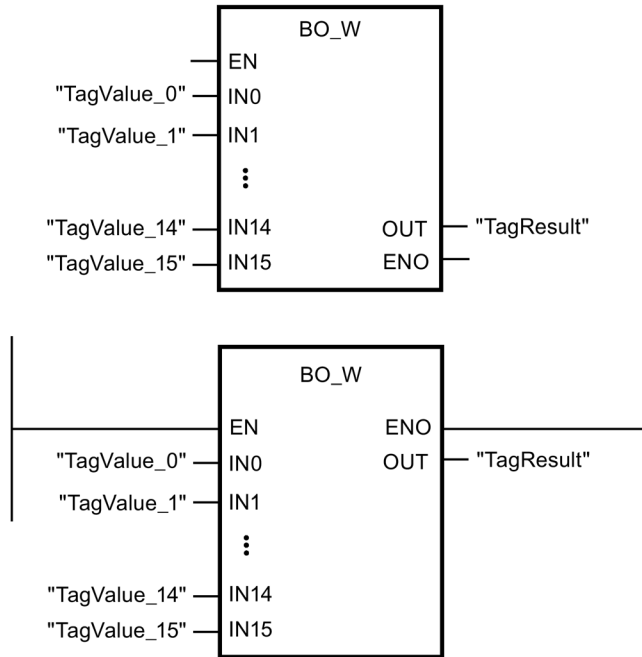 BO_W
EN
"TagValue_0" IN0
"TagValue_1" IN1
"TagValue_14" IN14 OUT "TagResult"
"TagValue_15" IN15 ENO
BO_W
EN ENO
"TagValue_0" IN0 OUT "TagResult"
"TagValue_1" IN1
"TagValue_14" IN14
"TagValue_15" IN15